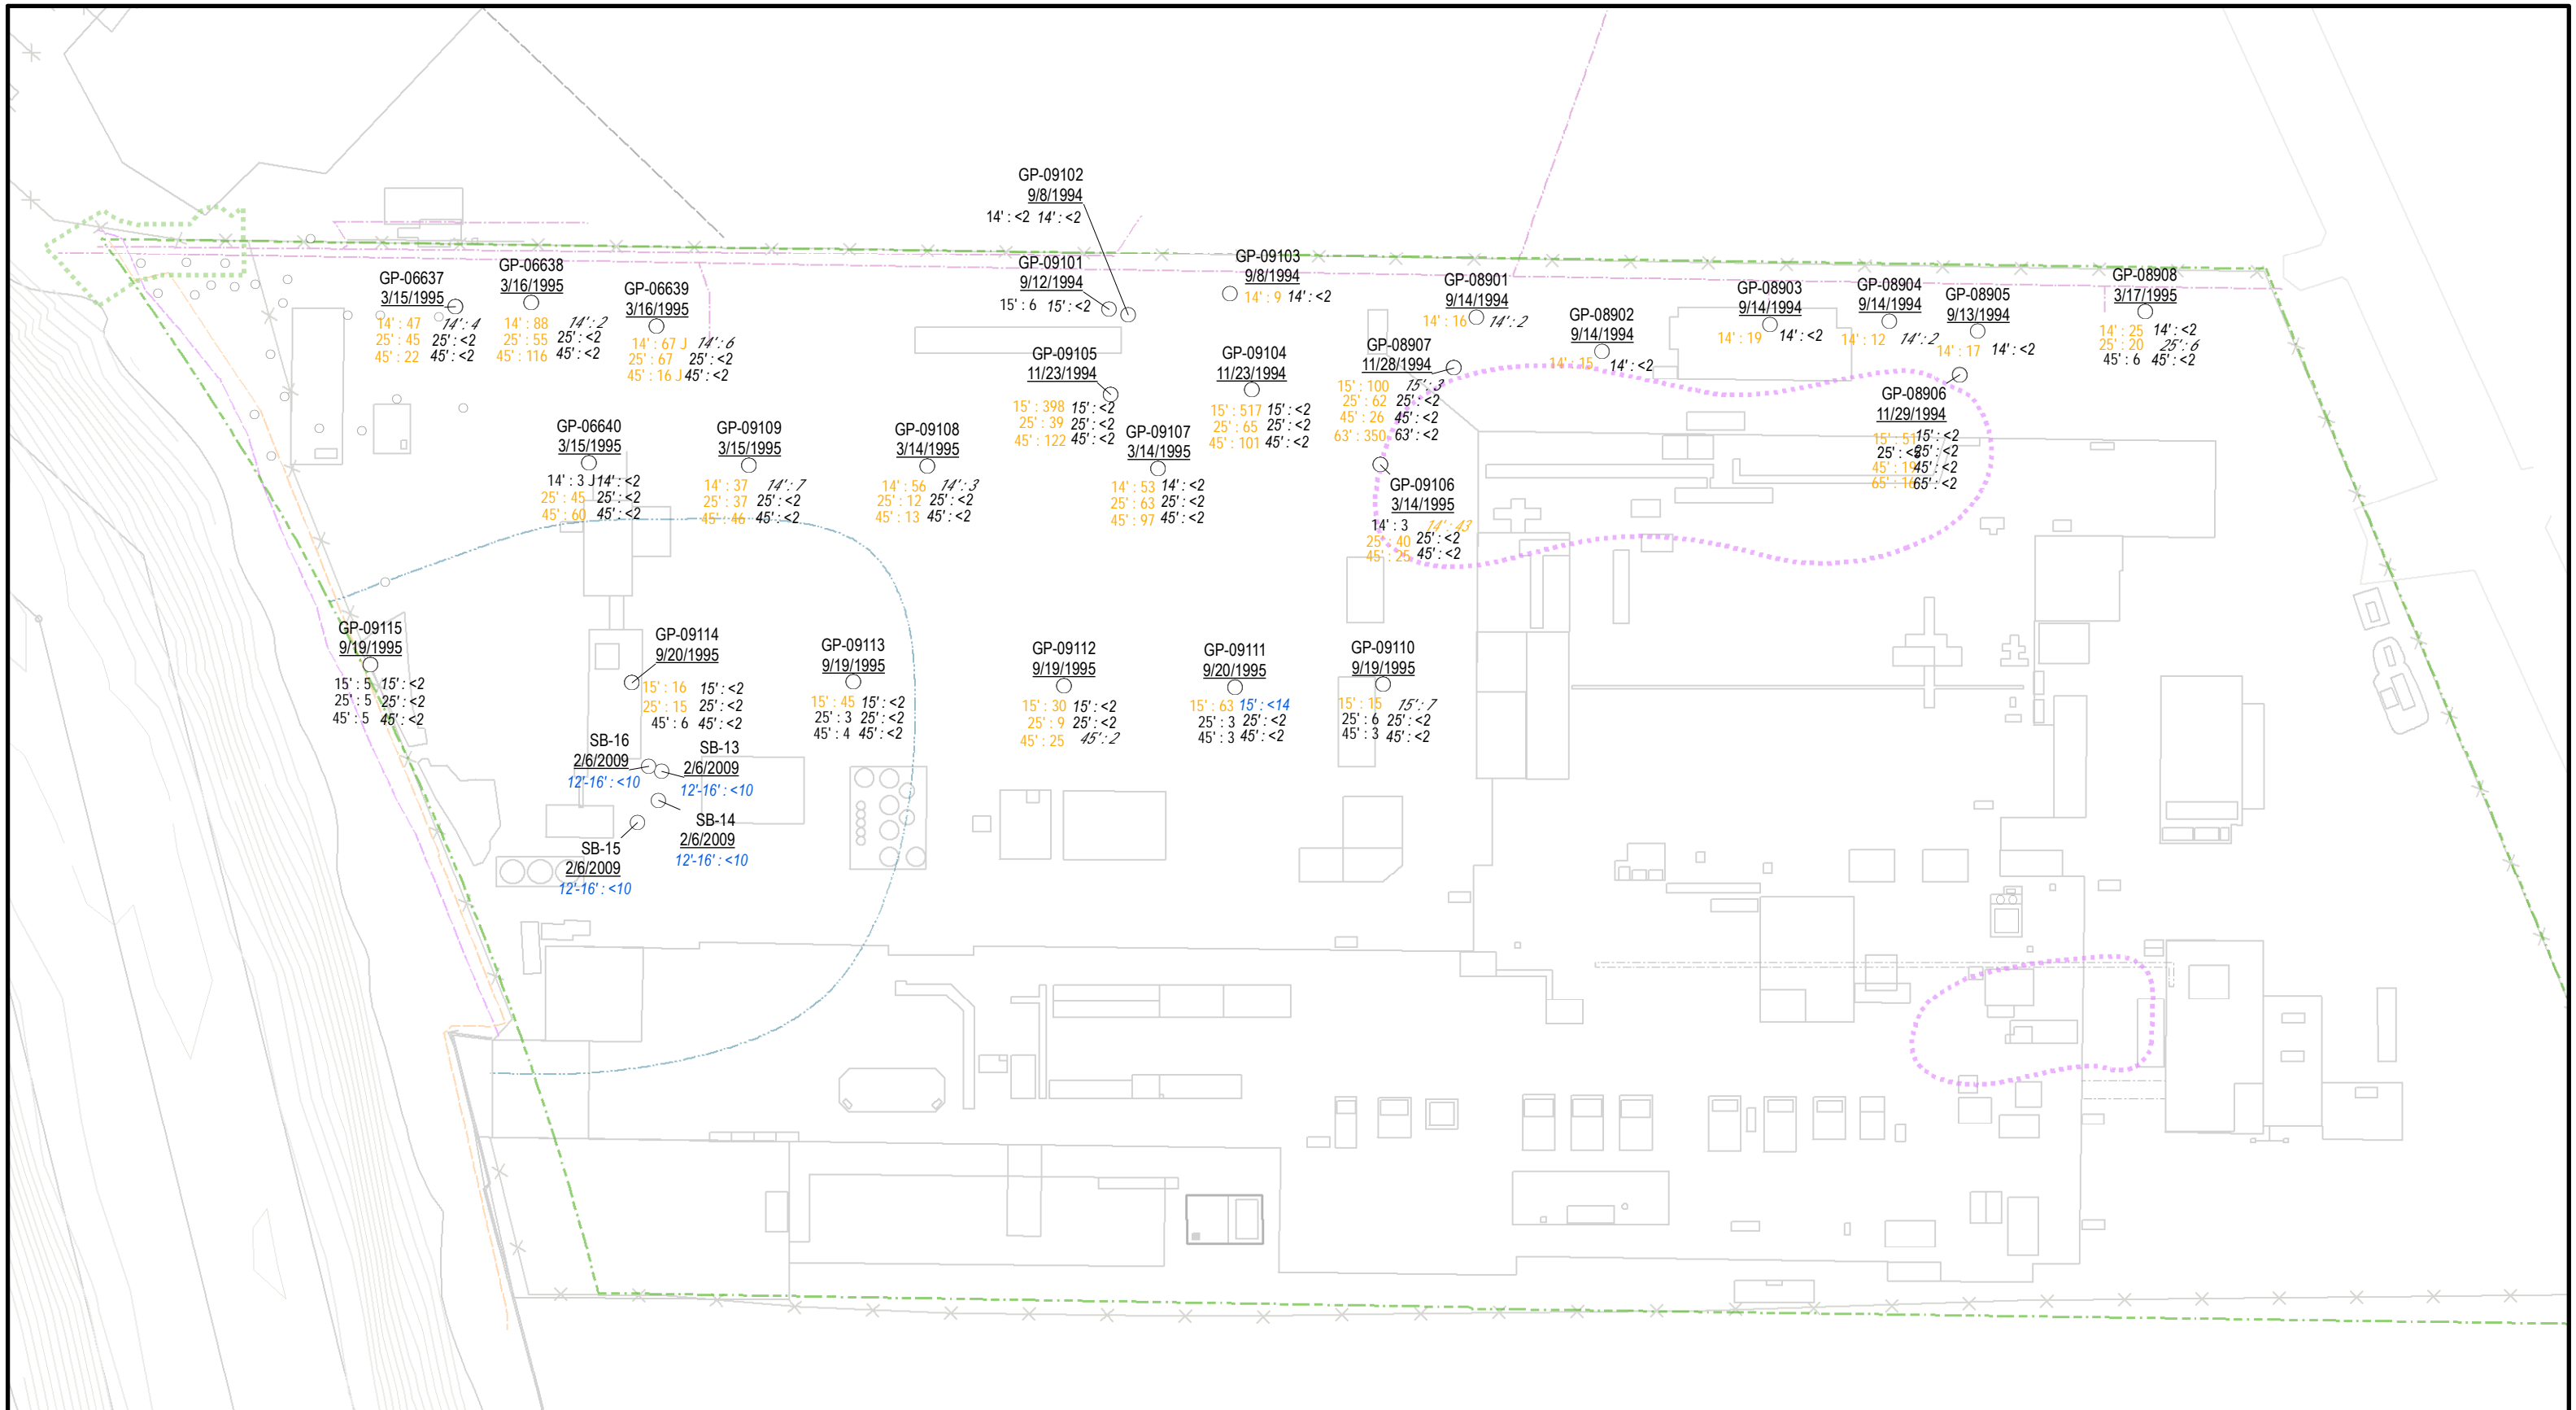 GP-09102
9/8/1994
14' : <2 14' : <2
GP-09101
9/12/1994
15' : 6 15' : <2
GP-09103
9/8/1994
14' : 9 14' : <2
GP-06637
3/15/1995
14' : 47 14' : 4
25' : 45 25' : <2
45' : 22 45' : <2
GP-06638
3/16/1995
14' : 88 14' : 2
25' : 55 25' : <2
45' : 116 45' : <2
GP-06639
3/16/1995
14' : 67 J 14' : 6
25' : 67 25' : <2
45' : 16 J 45' : <2
GP-08901
9/14/1994
14' : 16 14' : 2
GP-08902
9/14/1994
14' : 15 14' : <2
GP-08903
9/14/1994
14' : 19 14' : <2
GP-08904
9/14/1994
14' : 12 14' : 2
GP-08905
9/13/1994
14' : 17 14' : <2
GP-08908
3/17/1995
14' : 25 14' : <2
25' : 20 25' : 6
45' : 6 45' : <2
GP-09105
11/23/1994
15' : 398 15' : <2
25' : 39 25' : <2
45' : 122 45' : <2
GP-09104
11/23/1994
15' : 517 15' : <2
25' : 65 25' : <2
45' : 101 45' : <2
GP-08907
11/28/1994
15' : 100 15' : 3
25' : 62 25' : <2
45' : 26 45' : <2
63' : 350 63' : <2
GP-08906
11/29/1994
15' : 51 15' : <2
25' : 25' : <2
45' : 19 45' : <2
65' : 16 65' : <2
GP-06640
3/15/1995
14' : 3 J 14' : <2
25' : 45 25' : <2
45' : 60 45' : <2
GP-09109
3/15/1995
14' : 37 14' : 7
25' : 37 25' : <2
45' : 46 45' : <2
GP-09108
3/14/1995
14' : 56 14' : 3
25' : 12 25' : <2
45' : 13 45' : <2
GP-09107
3/14/1995
14' : 53 14' : <2
25' : 63 25' : <2
45' : 97 45' : <2
GP-09106
3/14/1995
14' : 3 14' : 43
25' : 40 25' : <2
45' : 25 45' : <2
GP-09115
9/19/1995
15' : 5 15' : <2
25' : 5 25' : <2
45' : 5 45' : <2
GP-09114
9/20/1995
15' : 16 15' : <2
25' : 15 25' : <2
45' : 6 45' : <2
GP-09113
9/19/1995
15' : 45 15' : <2
25' : 3 25' : <2
45' : 4 45' : <2
GP-09112
9/19/1995
15' : 30 15' : <2
25' : 9 25' : <2
45' : 25 45' : 2
GP-09111
9/20/1995
15' : 63 15' : <14
25' : 3 25' : <2
45' : 3 45' : <2
GP-09110
9/19/1995
15' : 15 15' : 7
25' : 6 25' : <2
45' : 3 45' : <2
SB-16
2/6/2009
12'-16' : <10
SB-13
2/6/2009
12'-16' : <10
SB-14
2/6/2009
12'-16' : <10
SB-15
2/6/2009
12'-16' : <10